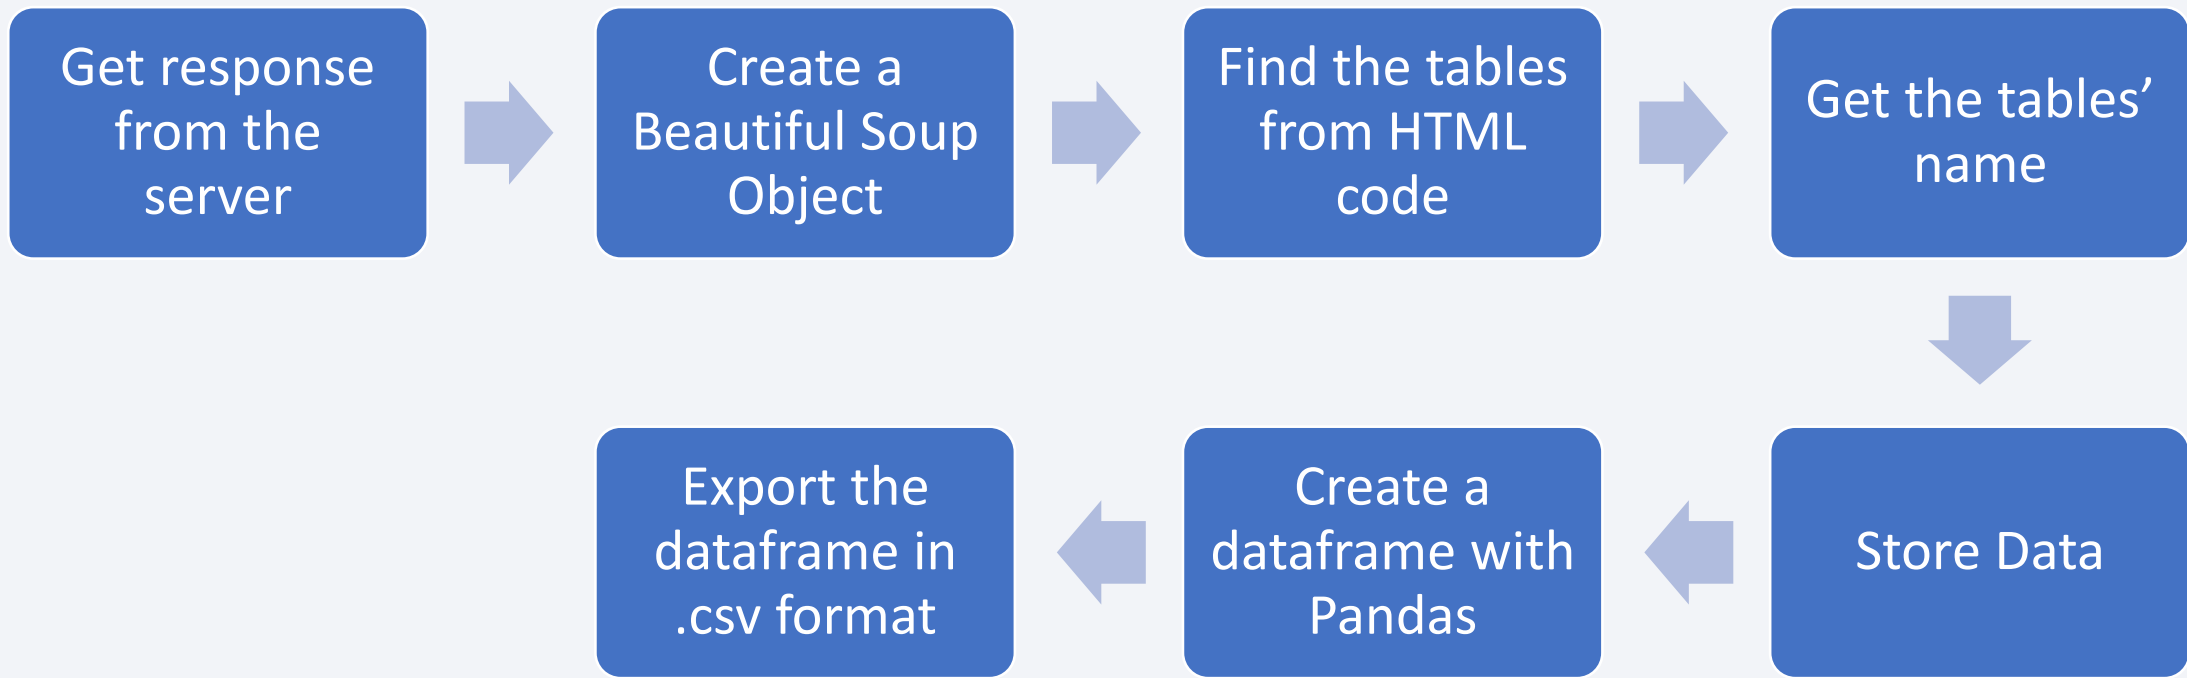 Get response
from the
server
Create a
Beautiful Soup
Object
Find the tables
from HTML
code
Get the tables’
name
Store Data
Create a
dataframe with
Pandas
Export the
dataframe in
.csv format